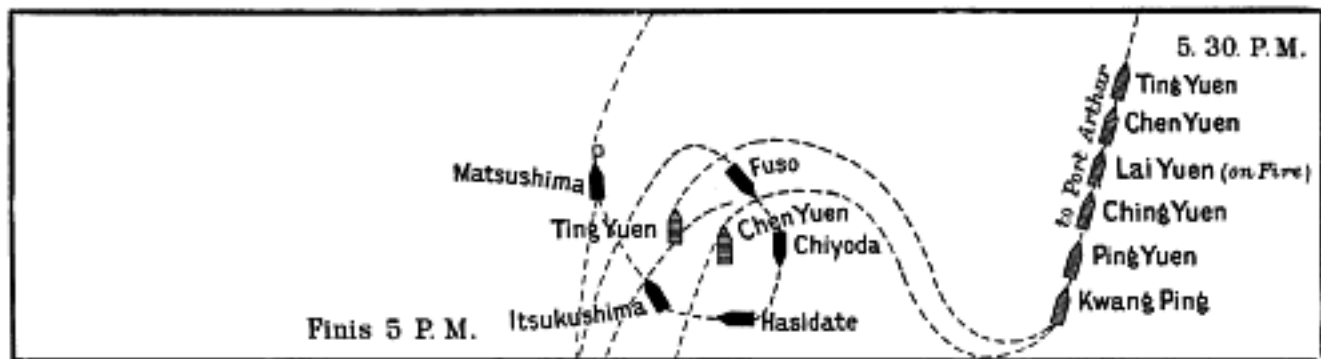 5. 30. P.M.
to Port Arthur
Ting Yuen
Chen Yuen
Lai Yuen (on Fire)
Ching Yuen
Ping Yuen
Kwang Ping
Matsushima
Fuso
Ting Yuen
Chen Yuen
Chiyoda
Itsukushima
Hasidate
Finis 5 P. M.